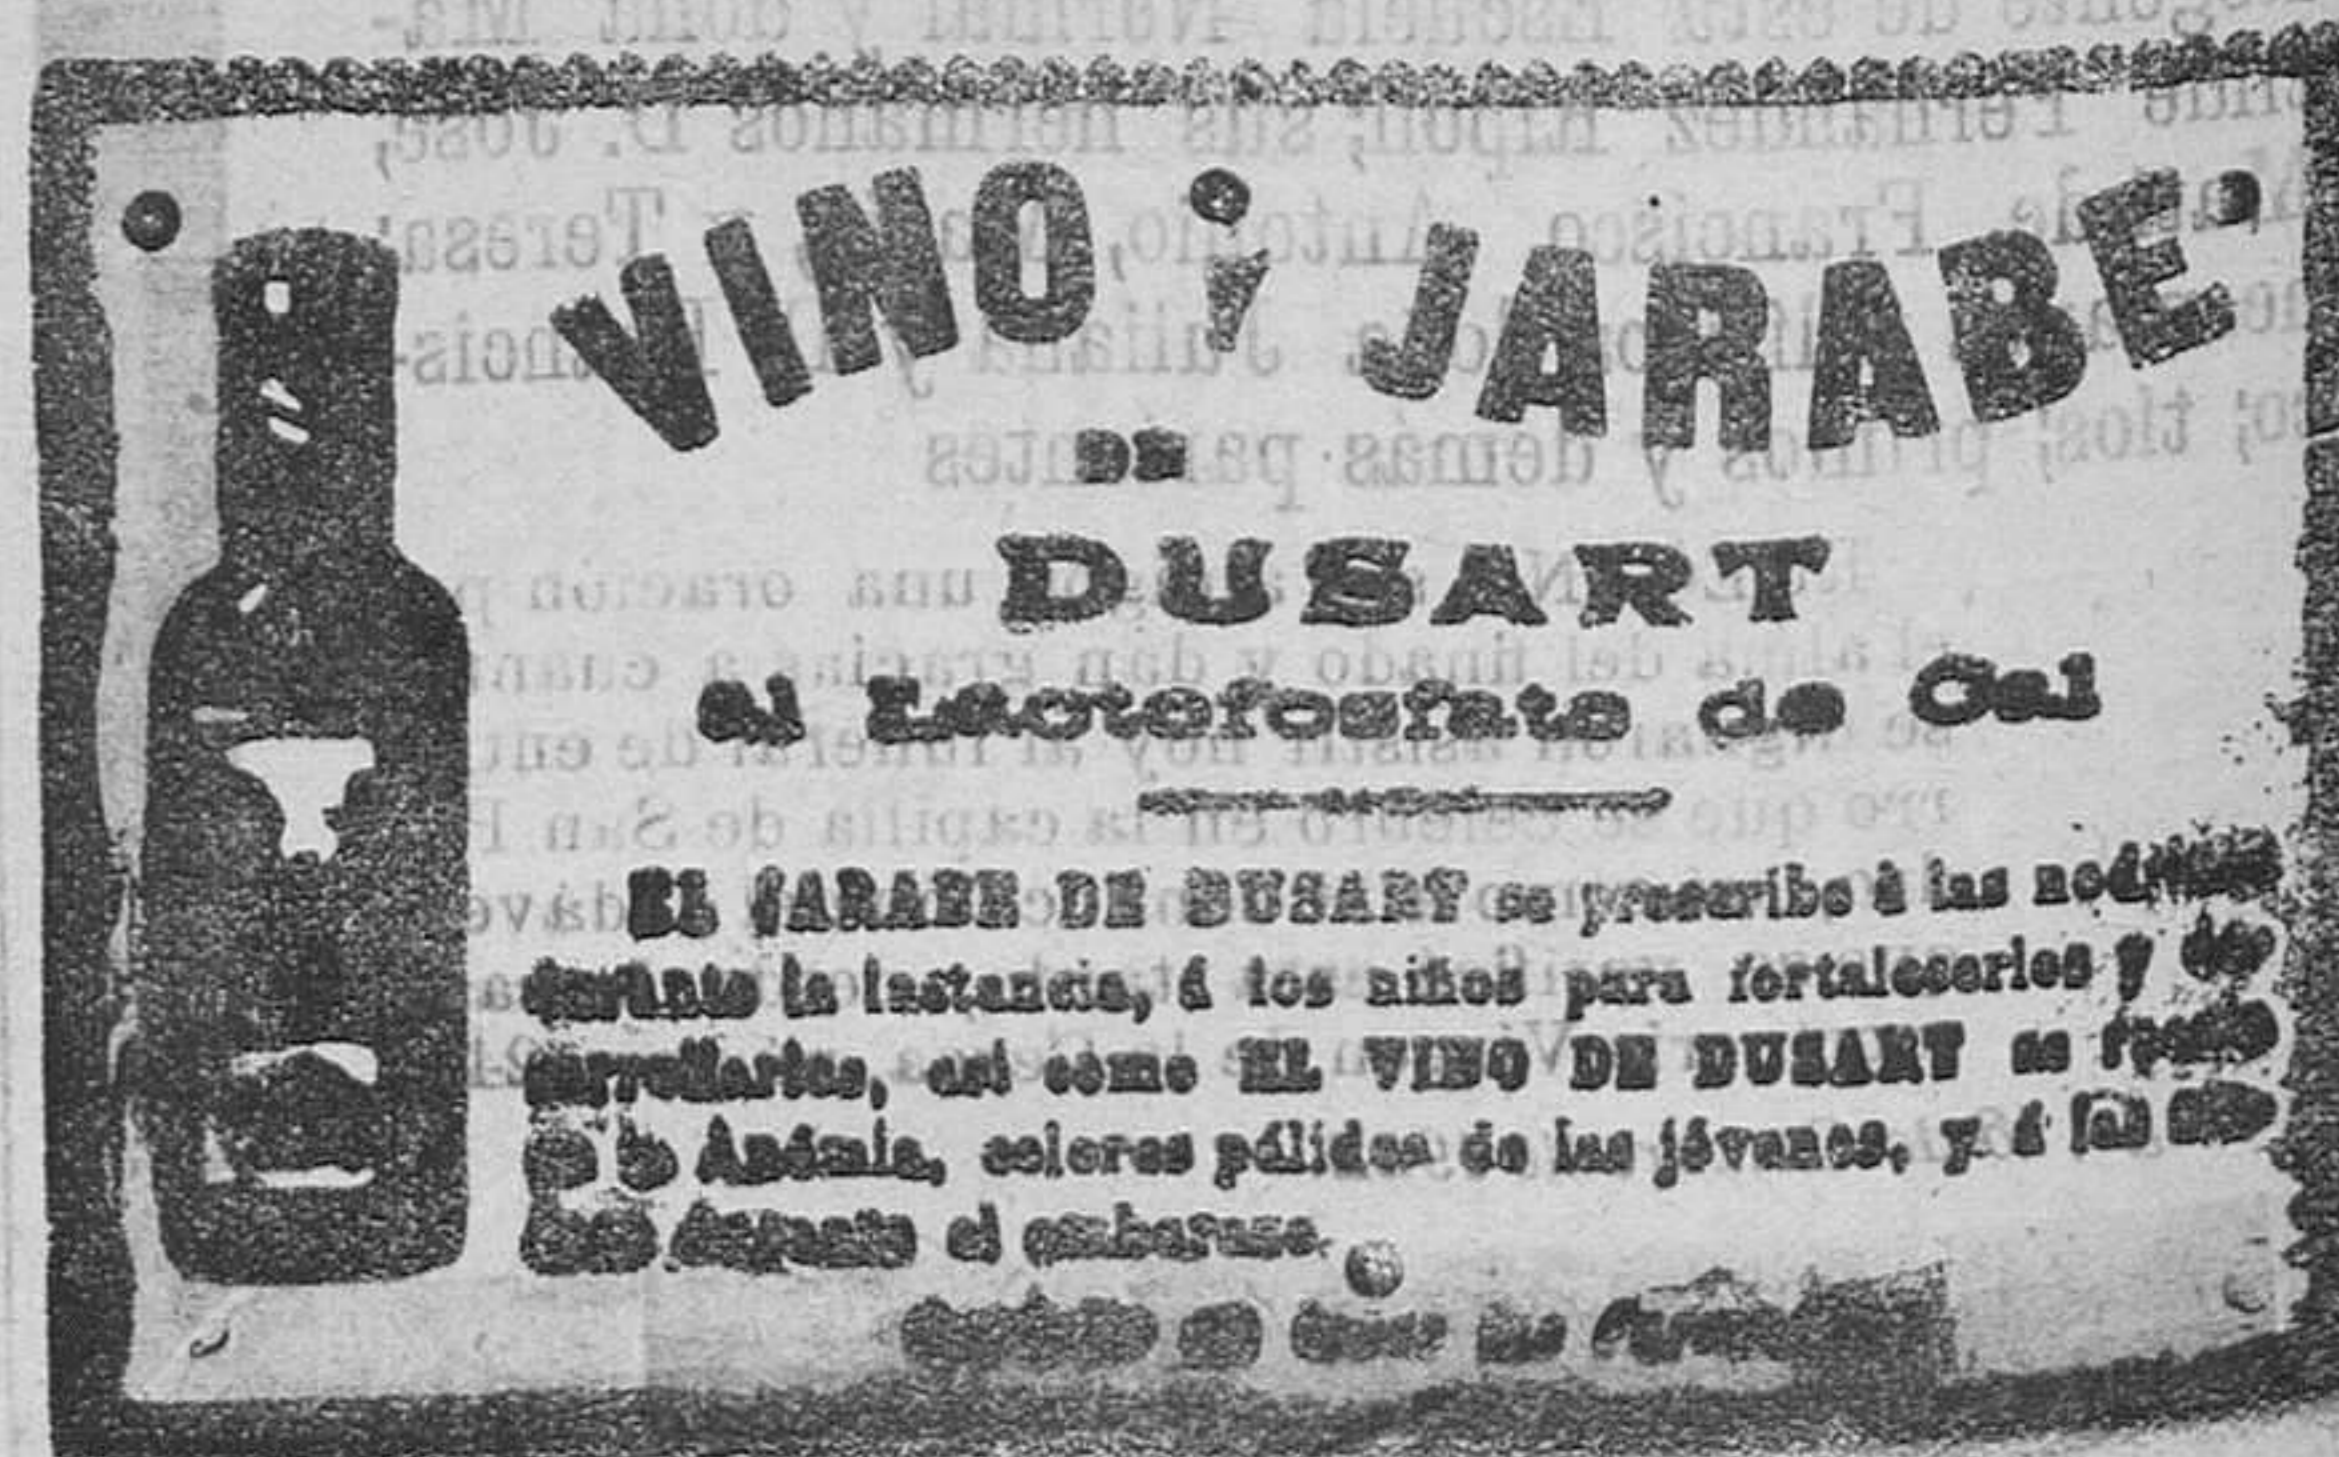 VINO Y JARABE
DE
DUSART
al Lactofosfato de Cal
EL JARABE DE DUSART se prescribe á las nodrizas
durante la lactancia, á los niños para fortalecerlos y de-
sarrollarlos, así como EL VINO DE DUSART se
la Anémia, colores pálidos de las jóvenes, y á las
durante el embarazo.